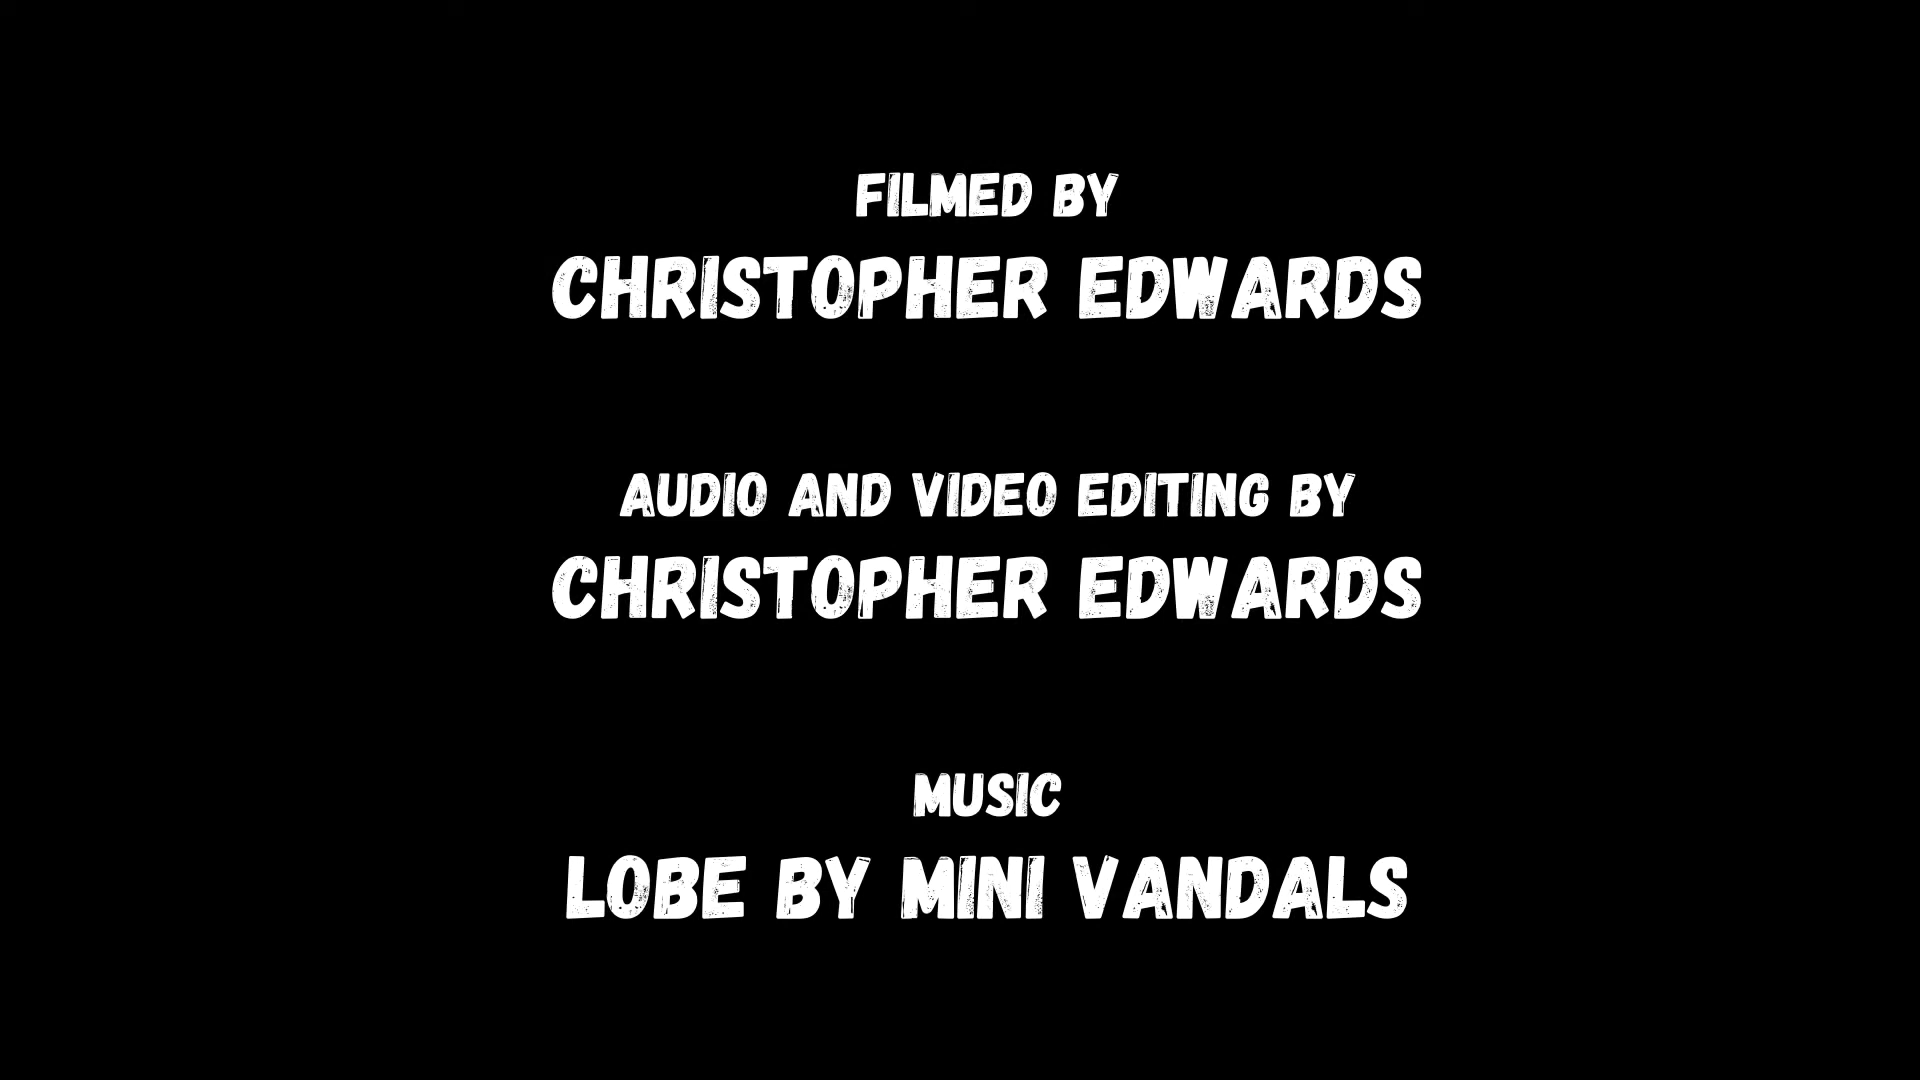 FILMED BY
CHRISTOPHER EDWARDS
AUDIO AND VIDEO EDITING BY
CHRISTOPHER EDWARDS
MUSIC
LOBE BY MINI VANDALS